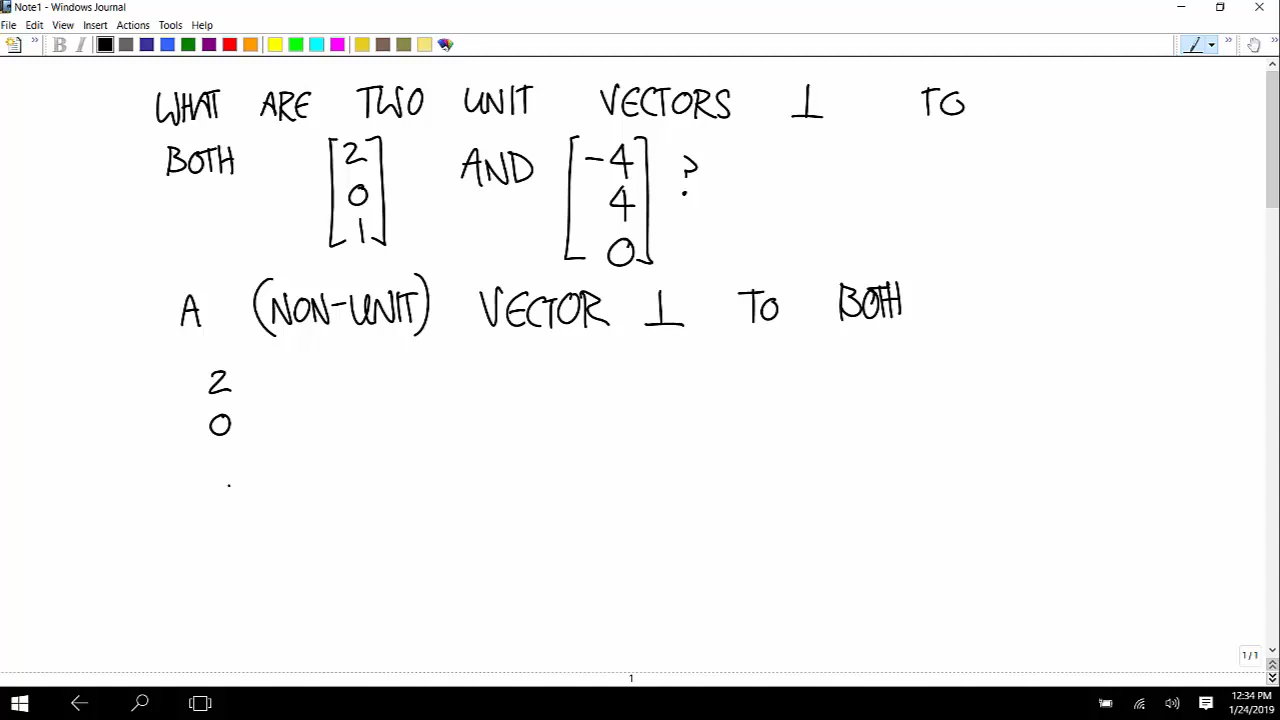 Note1 - Windows Journal
File Edit View Insert Actions Tools Help
B I
WHAT ARE TWO UNIT VECTORS ⊥ TO
BOTH [2 0 1] AND [-4 4 0] ?
A (NON-UNIT) VECTOR ⊥ TO BOTH
2
0
1/1
1
12:34 PM
1/24/2019